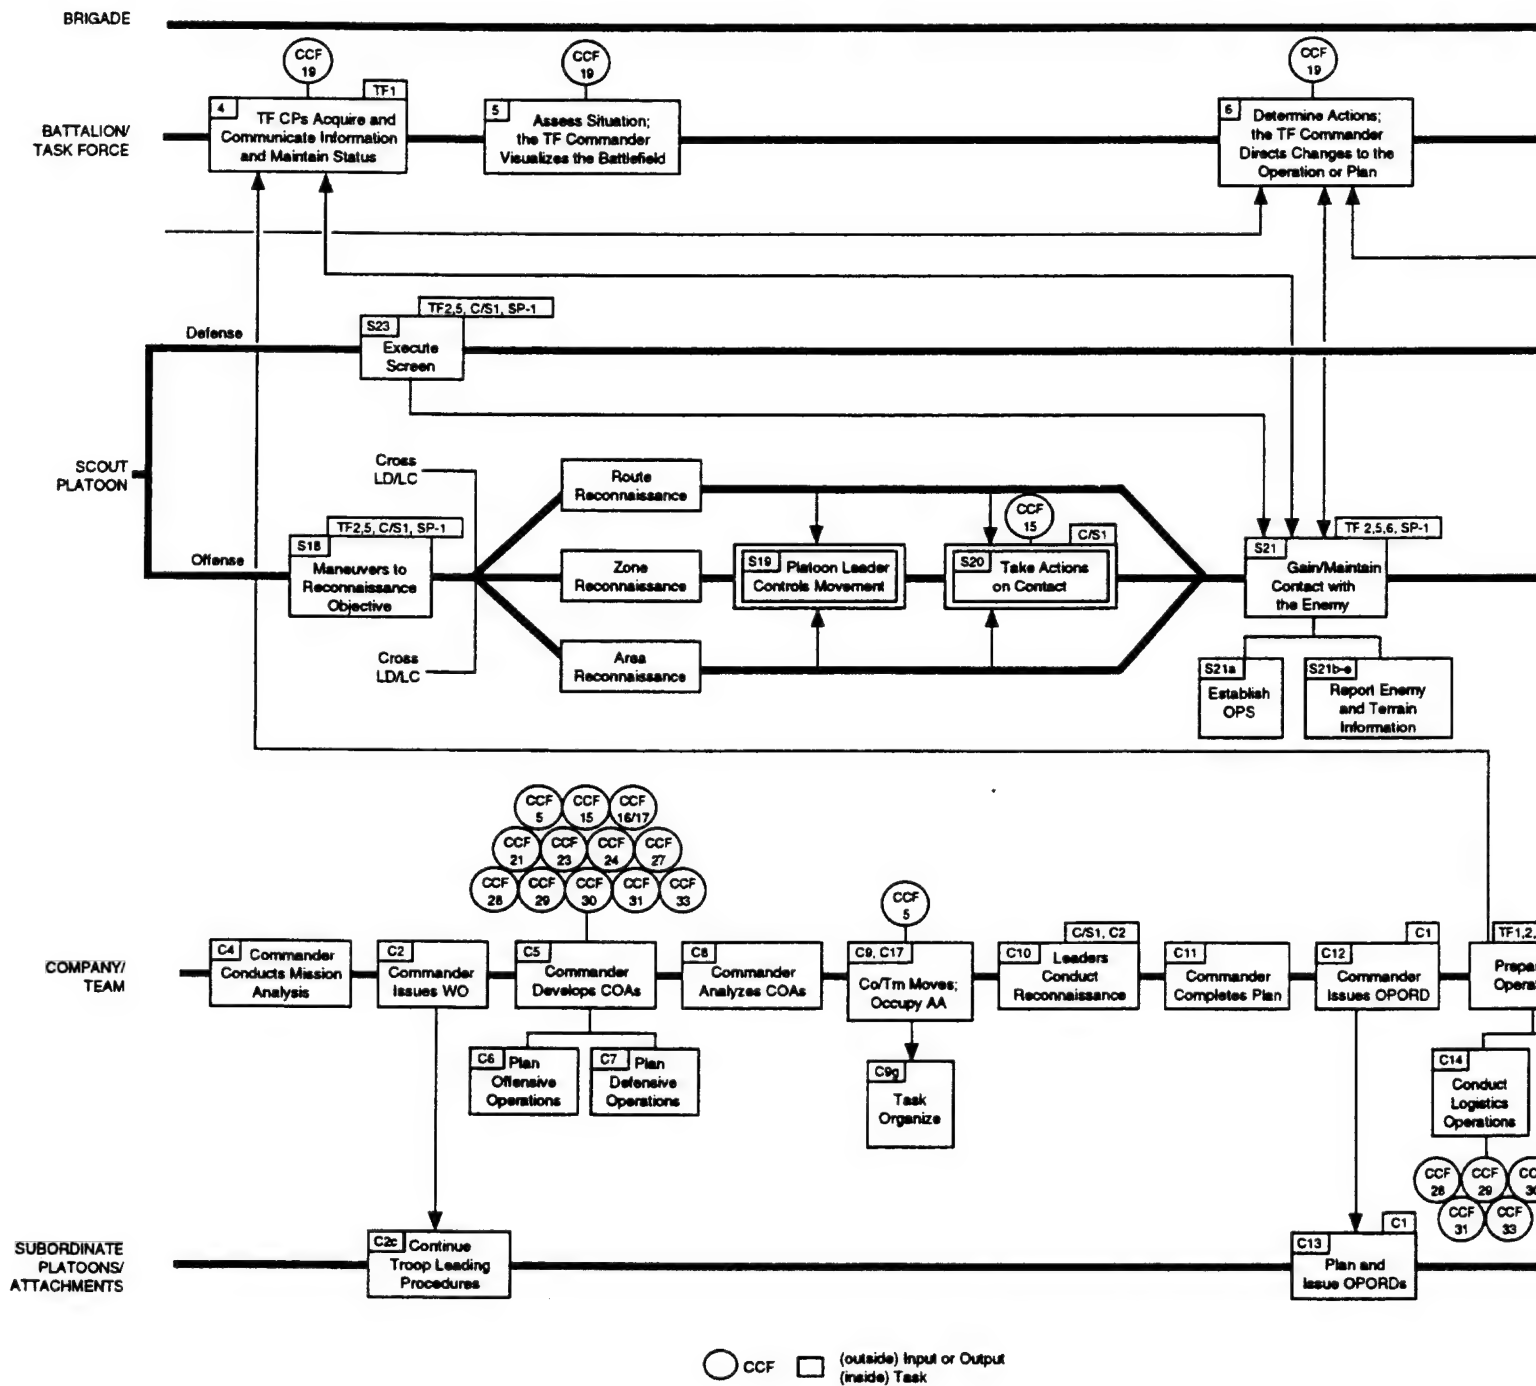 BRIGADE
CCF
19
CCF
19
CCF
19
BATTALION/
TASK FORCE
4
TF1
TF CPs Acquire and
Communicate Information
and Maintain Status
5
Assess Situation;
the TF Commander
Visualizes the Battlefield
6
Determine Actions;
the TF Commander
Directs Changes to the
Operation or Plan
Defense
TF2,5, C/S1, SP-1
S23
Execute
Screen
SCOUT
PLATOON
Cross
LD/LC
Route
Reconnaissance
CCF
15
Offense
TF2,5, C/S1, SP-1
S18
Maneuvers to
Reconnaissance
Objective
Zone
Reconnaissance
S19
Platoon Leader
Controls Movement
C/S1
S20
Take Actions
on Contact
TF 2,5,6, SP-1
S21
Gain/Maintain
Contact with
the Enemy
Cross
LD/LC
Area
Reconnaissance
S21a
Establish
OPS
S21b-e
Report Enemy
and Terrain
Information
CCF
5
CCF
15
CCF
16/17
CCF
21
CCF
23
CCF
24
CCF
27
CCF
28
CCF
29
CCF
30
CCF
31
CCF
33
CCF
5
COMPANY/
TEAM
C4
Commander
Conducts Mission
Analysis
C2
Commander
Issues WO
C5
Commander
Develops COAs
C8
Commander
Analyzes COAs
C9, C17
Co/Tm Moves;
Occupy AA
C/S1, C2
C10
Leaders
Conduct
Reconnaissance
C11
Commander
Completes Plan
C1
C12
Commander
Issues OPORD
TF1,2,
Prepa
Opera
C6
Plan
Offensive
Operations
C7
Plan
Defensive
Operations
C9g
Task
Organize
C14
Conduct
Logistics
Operations
CCF
28
CCF
29
CC
30
CCF
31
CCF
33
SUBORDINATE
PLATOONS/
ATTACHMENTS
C2c
Continue
Troop Leading
Procedures
C1
C13
Plan and
Issue OPORDs
CCF
(outside) Input or Output
(inside) Task